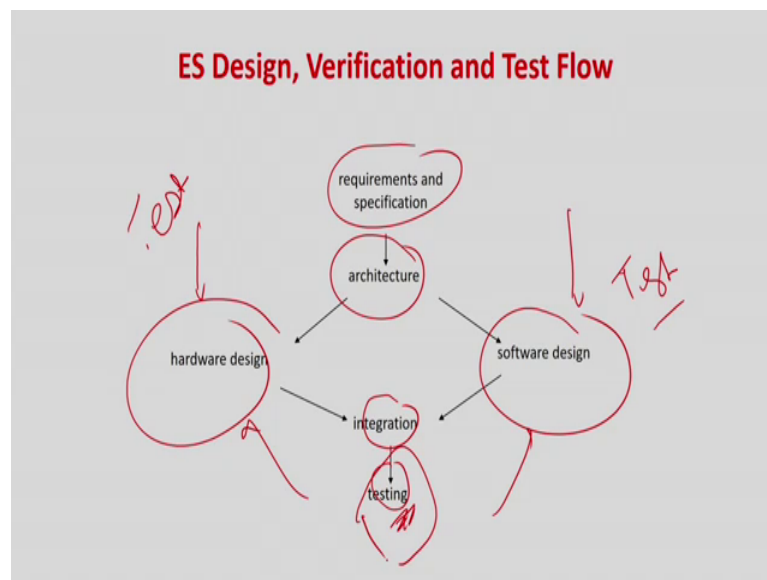 ES Design, Verification and Test Flow
requirements and
specification
Test
architecture
Test
hardware design
software design
integration
testing